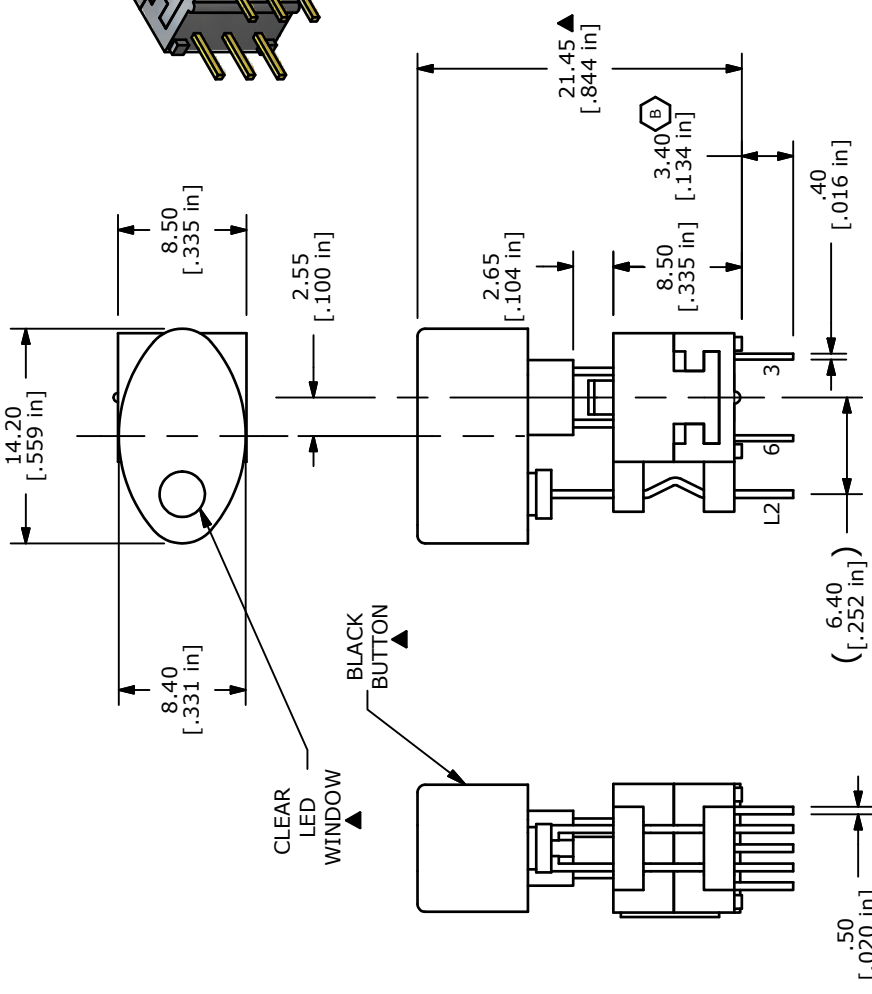 14.20
[.559 in]
8.50
[.335 in]
8.40
[.331 in]
2.55
[.100 in]
CLEAR
LED
WINDOW
BLACK
BUTTON
21.45
[.844 in]
B
3.40
[.134 in]
2.65
[.104 in]
8.50
[.335 in]
.40
[.016 in]
3
6
L2
( 6.40 )
[.252 in]
.50
[.020 in]